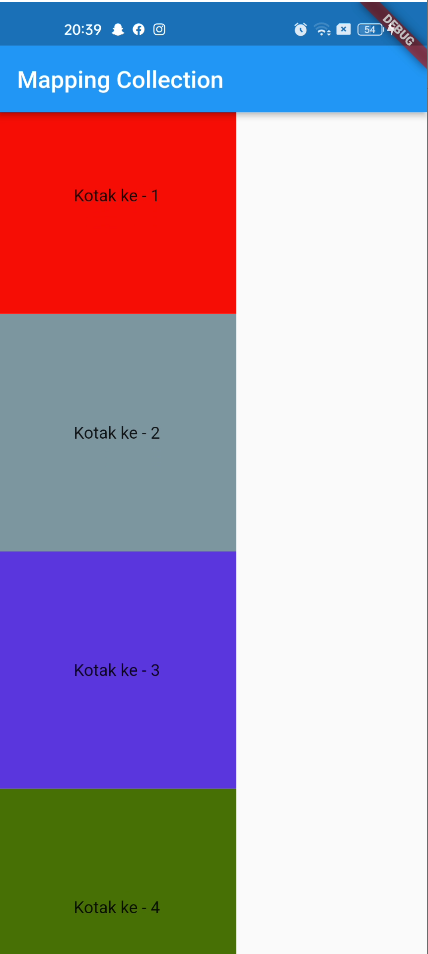 20:39
54
DEBUG
Mapping Collection
Kotak ke - 1
Kotak ke - 2
Kotak ke - 3
Kotak ke - 4